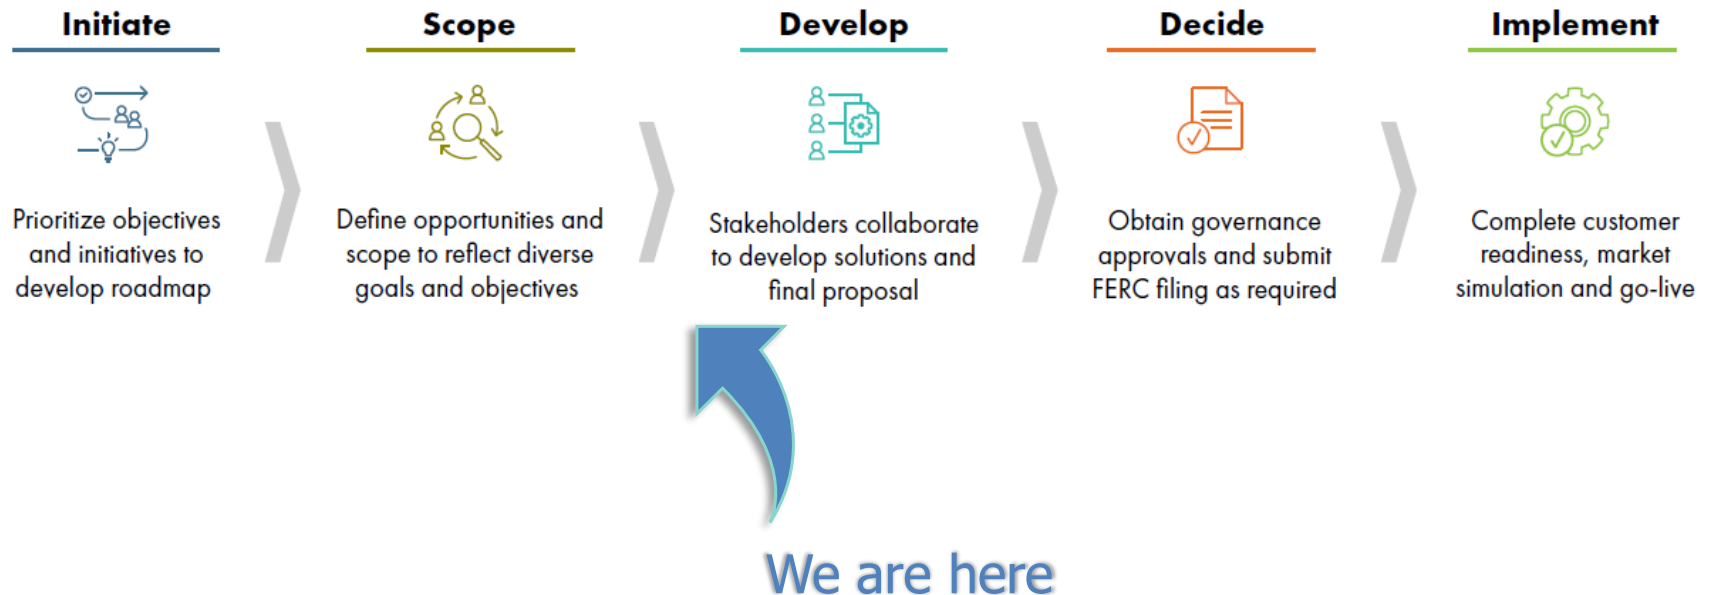 Initiate
Prioritize objectives
and initiatives to
develop roadmap
Scope
Define opportunities and
scope to reflect diverse
goals and objectives
Develop
Stakeholders collaborate
to develop solutions and
final proposal
Decide
Obtain governance
approvals and submit
FERC filing as required
Implement
Complete customer
readiness, market
simulation and go-live
We are here